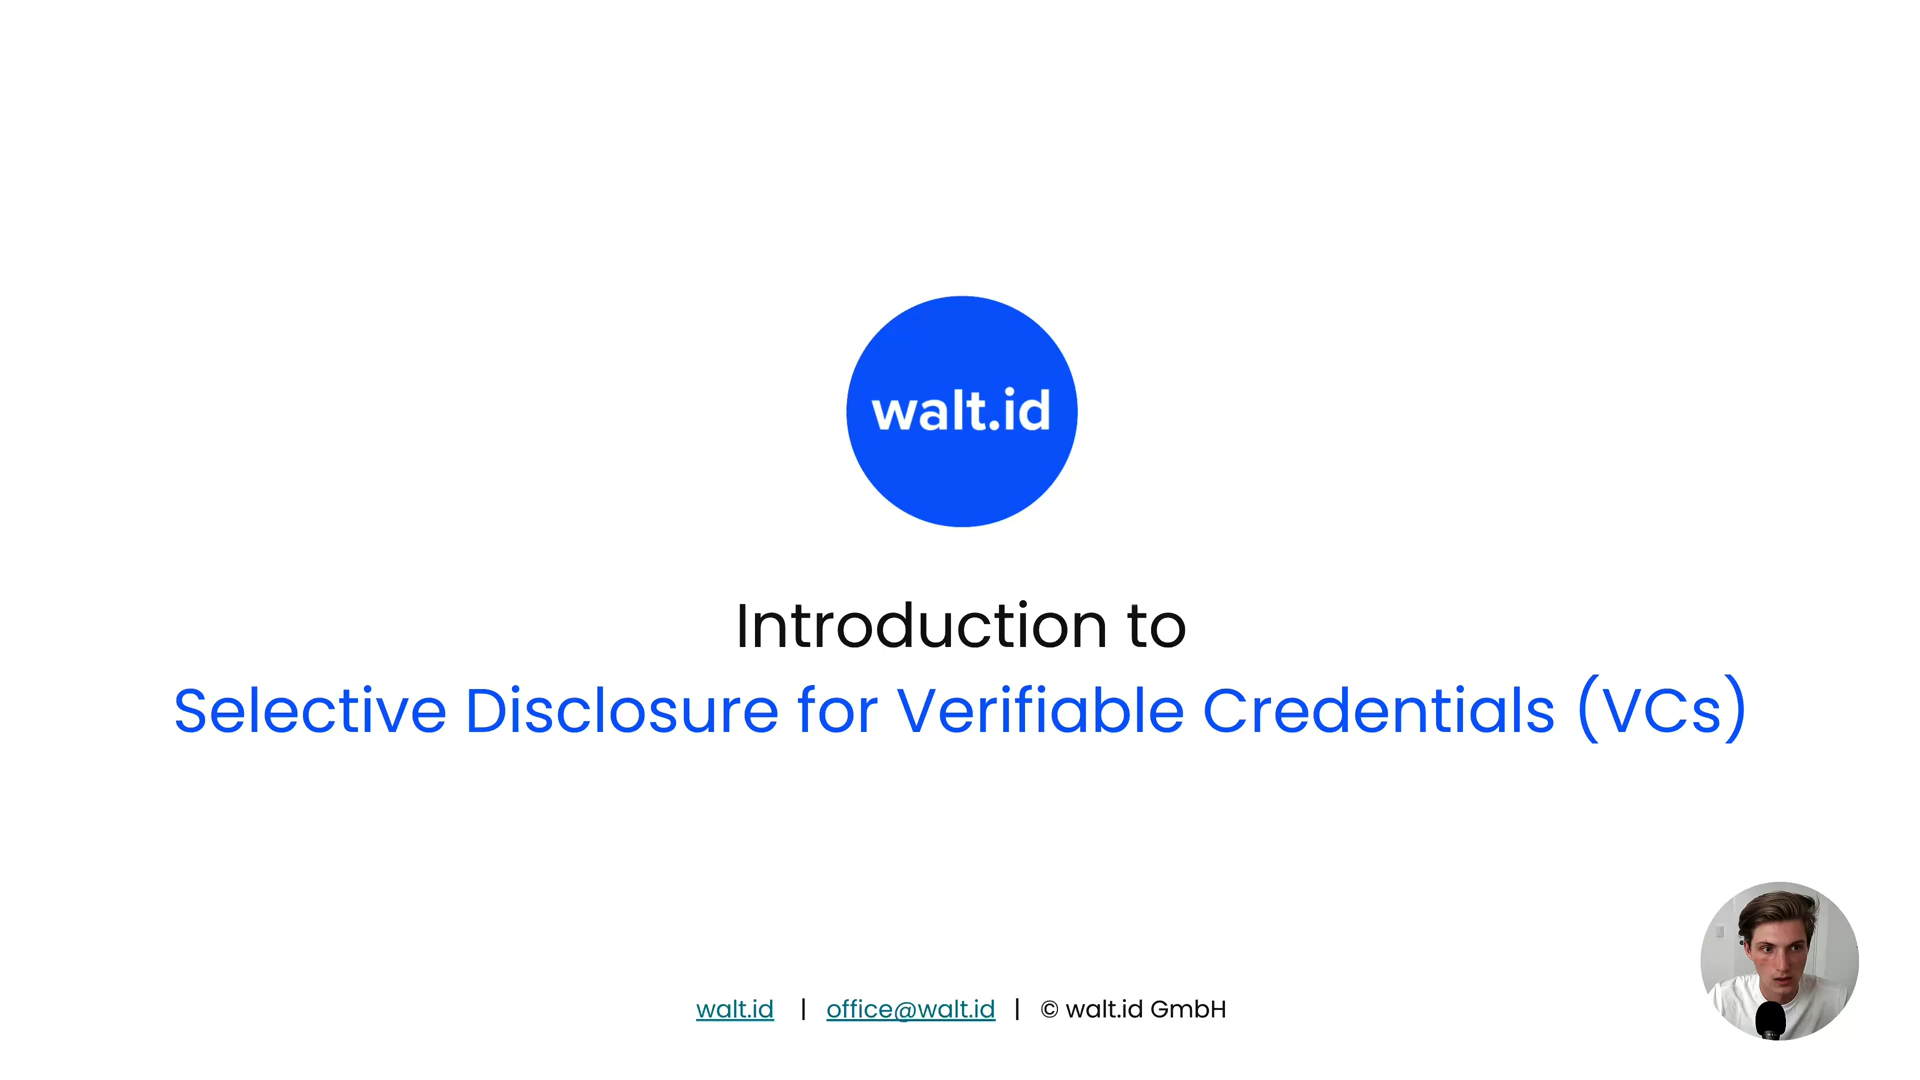 walt.id
Introduction to
Selective Disclosure for Verifiable Credentials (VCs)
walt.id | office@walt.id | © walt.id GmbH